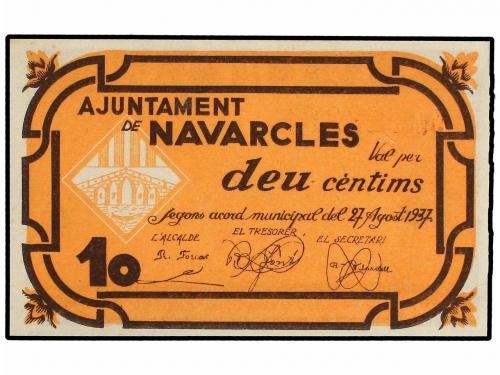 AJUNTAMENT
DE NAVARCLES
Val per
deu cèntims
segons acord municipal del 27 Agost 1937.
L'ALCALDE EL TRESORER EL SECRETARI
10